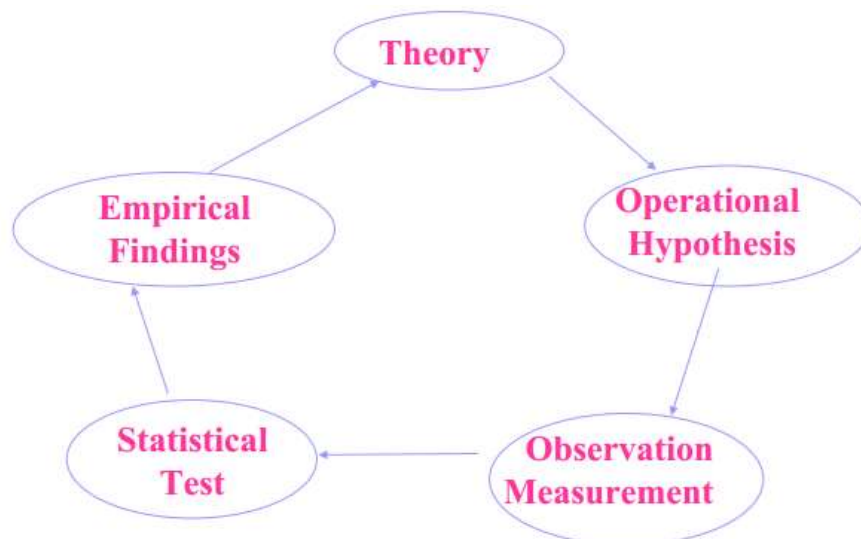 Theory
Operational
Hypothesis
Observation
Measurement
Statistical
Test
Empirical
Findings